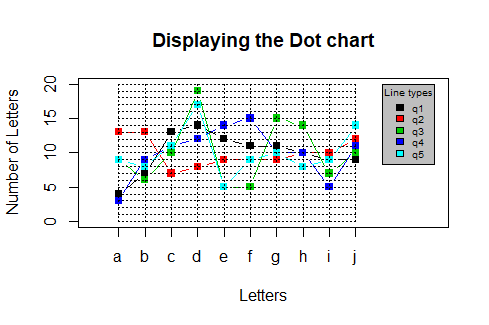 Displaying the Dot chart
Number of Letters
20
15
10
5
0
a b c d e f g h i j
Letters
Line types
q1
q2
q3
q4
q5